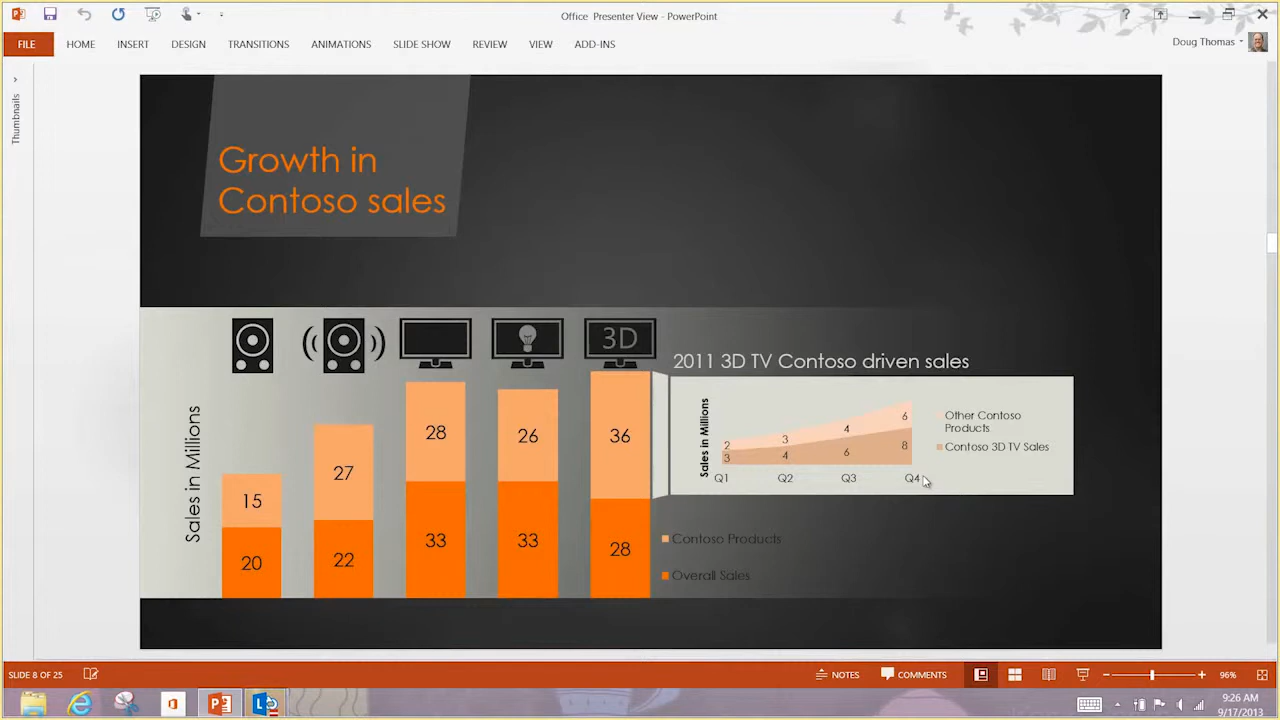 Office Presenter View - PowerPoint
?
FILE
HOME
INSERT
DESIGN
TRANSITIONS
ANIMATIONS
SLIDE SHOW
REVIEW
VIEW
ADD-INS
Doug Thomas
Thumbnails
Growth in
Contoso sales
3D
2011 3D TV Contoso driven sales
Sales in Millions
15
20
27
22
28
33
26
33
36
28
Sales in Millions
2
3
4
6
3
4
6
8
Q1
Q2
Q3
Q4
Other Contoso
Products
Contoso 3D TV Sales
Contoso Products
Overall Sales
SLIDE 8 OF 25
NOTES
COMMENTS
96%
9:26 AM
9/17/2013